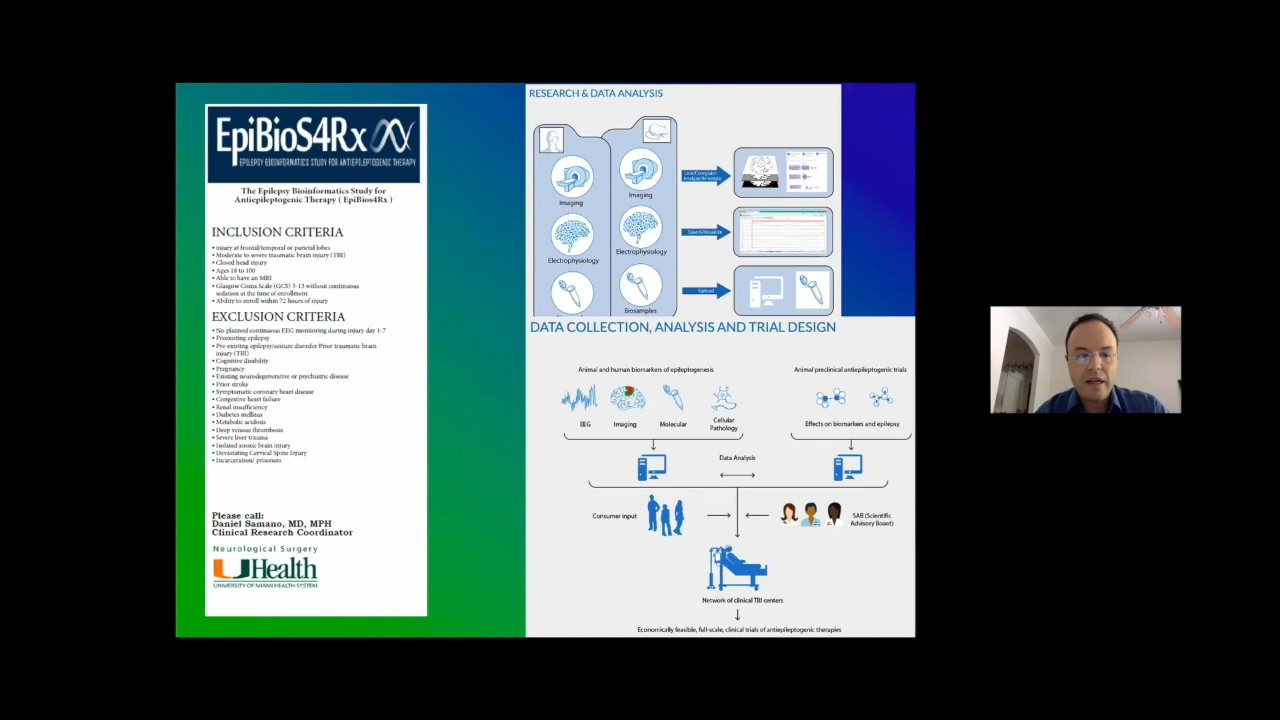 EpiBioS4Rx
EPILEPSY BIOINFORMATICS STUDY FOR ANTIEPILEPTOGENIC THERAPY
The Epilepsy Bioinformatics Study for
Antiepileptogenic Therapy ( EpiBios4Rx )
INCLUSION CRITERIA
• injury at frontal/temporal or parietal lobes
• Moderate to severe traumatic brain injury (TBI)
• Closed head injury
• Ages 18 to 100
• Able to have an MRI
• Glasgow Coma Scale (GCS) 3-13 without continuous
sedation at the time of enrollment
• Ability to enroll within 72 hours of injury
EXCLUSION CRITERIA
• No planned continuous EEG monitoring during injury day 1-7
• Preexisting epilepsy
• Pre-existing epilepsy/seizure disorder Prior traumatic brain
injury (TBI)
• Cognitive disability
• Pregnancy
• Existing neurodegenerative or psychiatric disease
• Prior stroke
• Symptomatic coronary heart disease
• Congestive heart failure
• Renal insufficiency
• Diabetes mellitus
• Metabolic acidosis
• Deep venous thrombosis
• Severe liver trauma
• Isolated anoxic brain injury
• Devastating Cervical Spine Injury
• Incarceration/ prisoners
Please call:
Daniel Samano, MD, MPH
Clinical Research Coordinator
Neurological Surgery
UHealth
UNIVERSITY OF MIAMI HEALTH SYSTEM
RESEARCH & DATA ANALYSIS
Imaging
Imaging
Link/Computer
Analyze/Annotate
Electrophysiology
Electrophysiology
Search/Visualize
Biosamples
Upload
DATA COLLECTION, ANALYSIS AND TRIAL DESIGN
Animal and human biomarkers of epileptogenesis
Animal preclinical antiepileptogenic trials
EEG
Imaging
Molecular
Cellular
Pathology
Effects on biomarkers and epilepsy
Data Analysis
Consumer input
SAB (Scientific
Advisory Board)
Network of clinical TBI centers
Economically feasible, full-scale, clinical trials of antiepileptogenic therapies